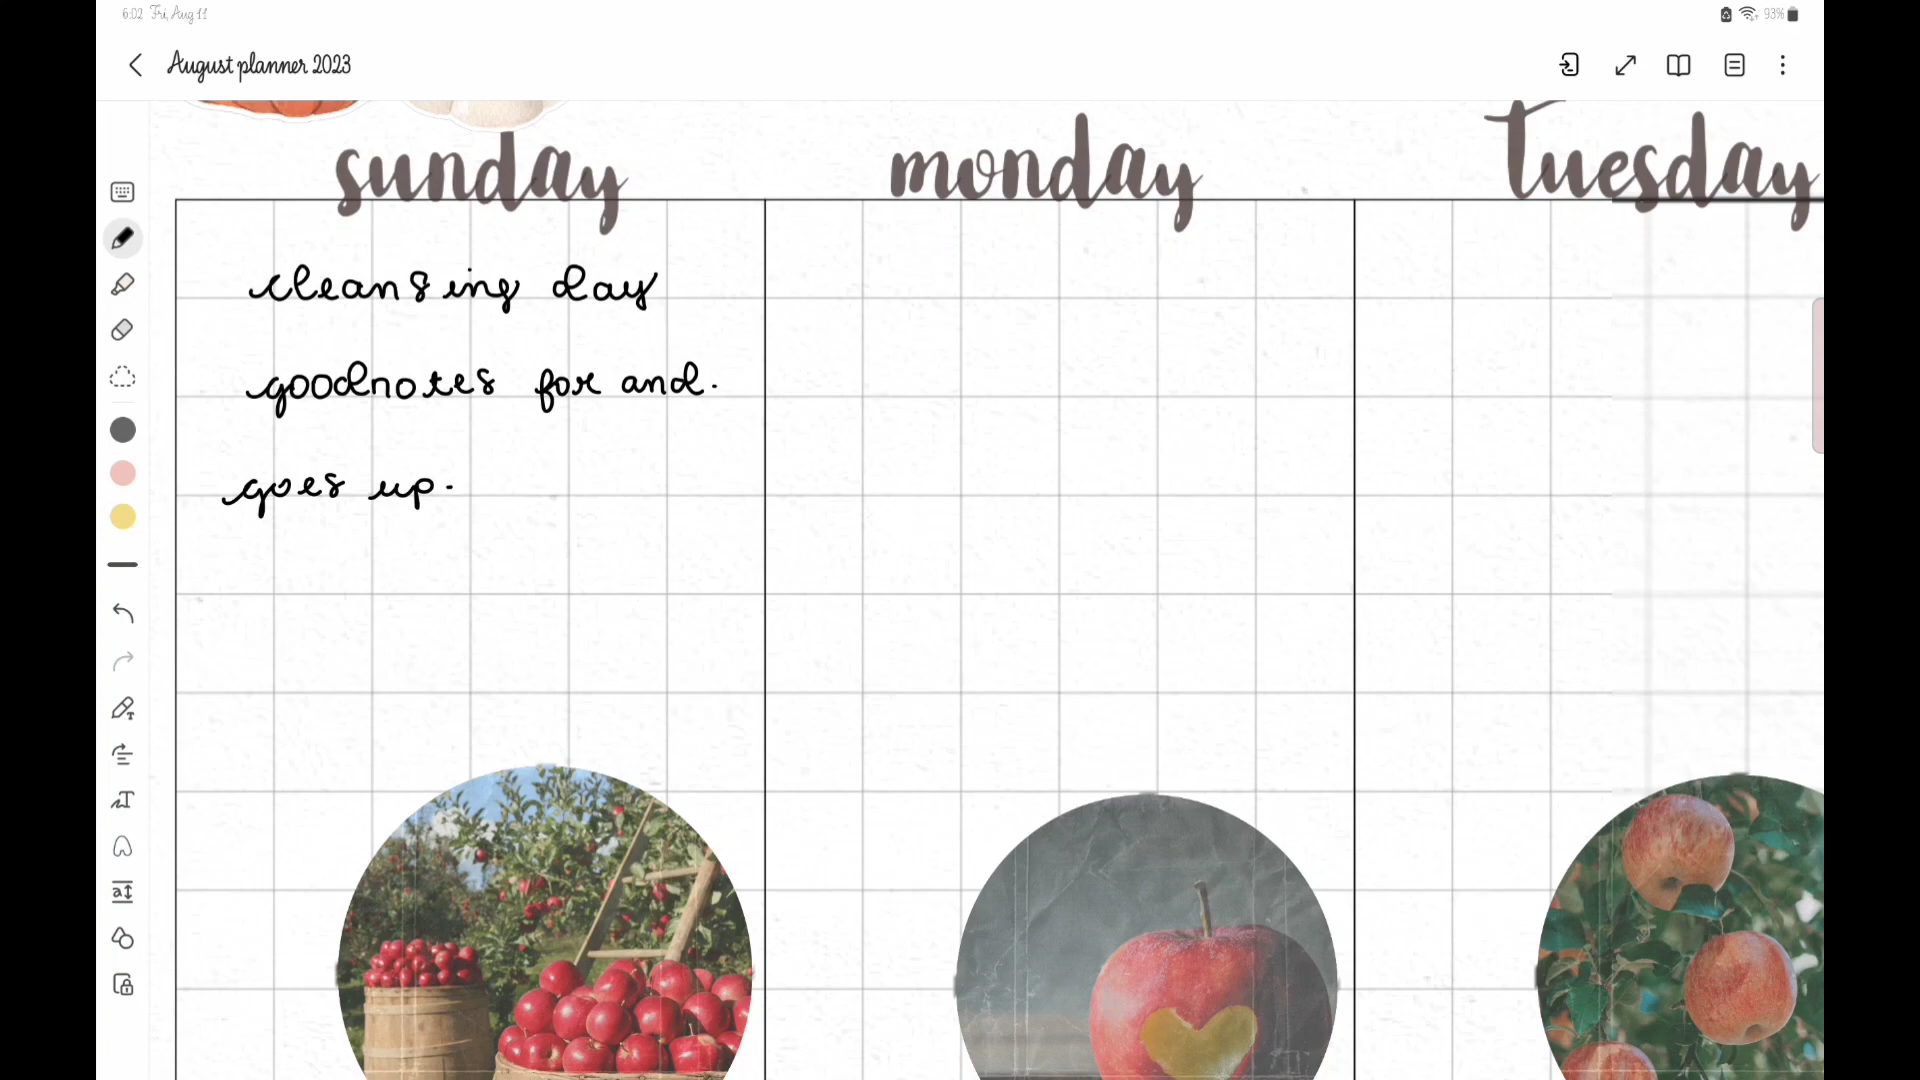 6:02 Fri, Aug 11
93%
August planner 2023
sunday
monday
tuesday
cleansing day
goodnotes for and.
goes up.